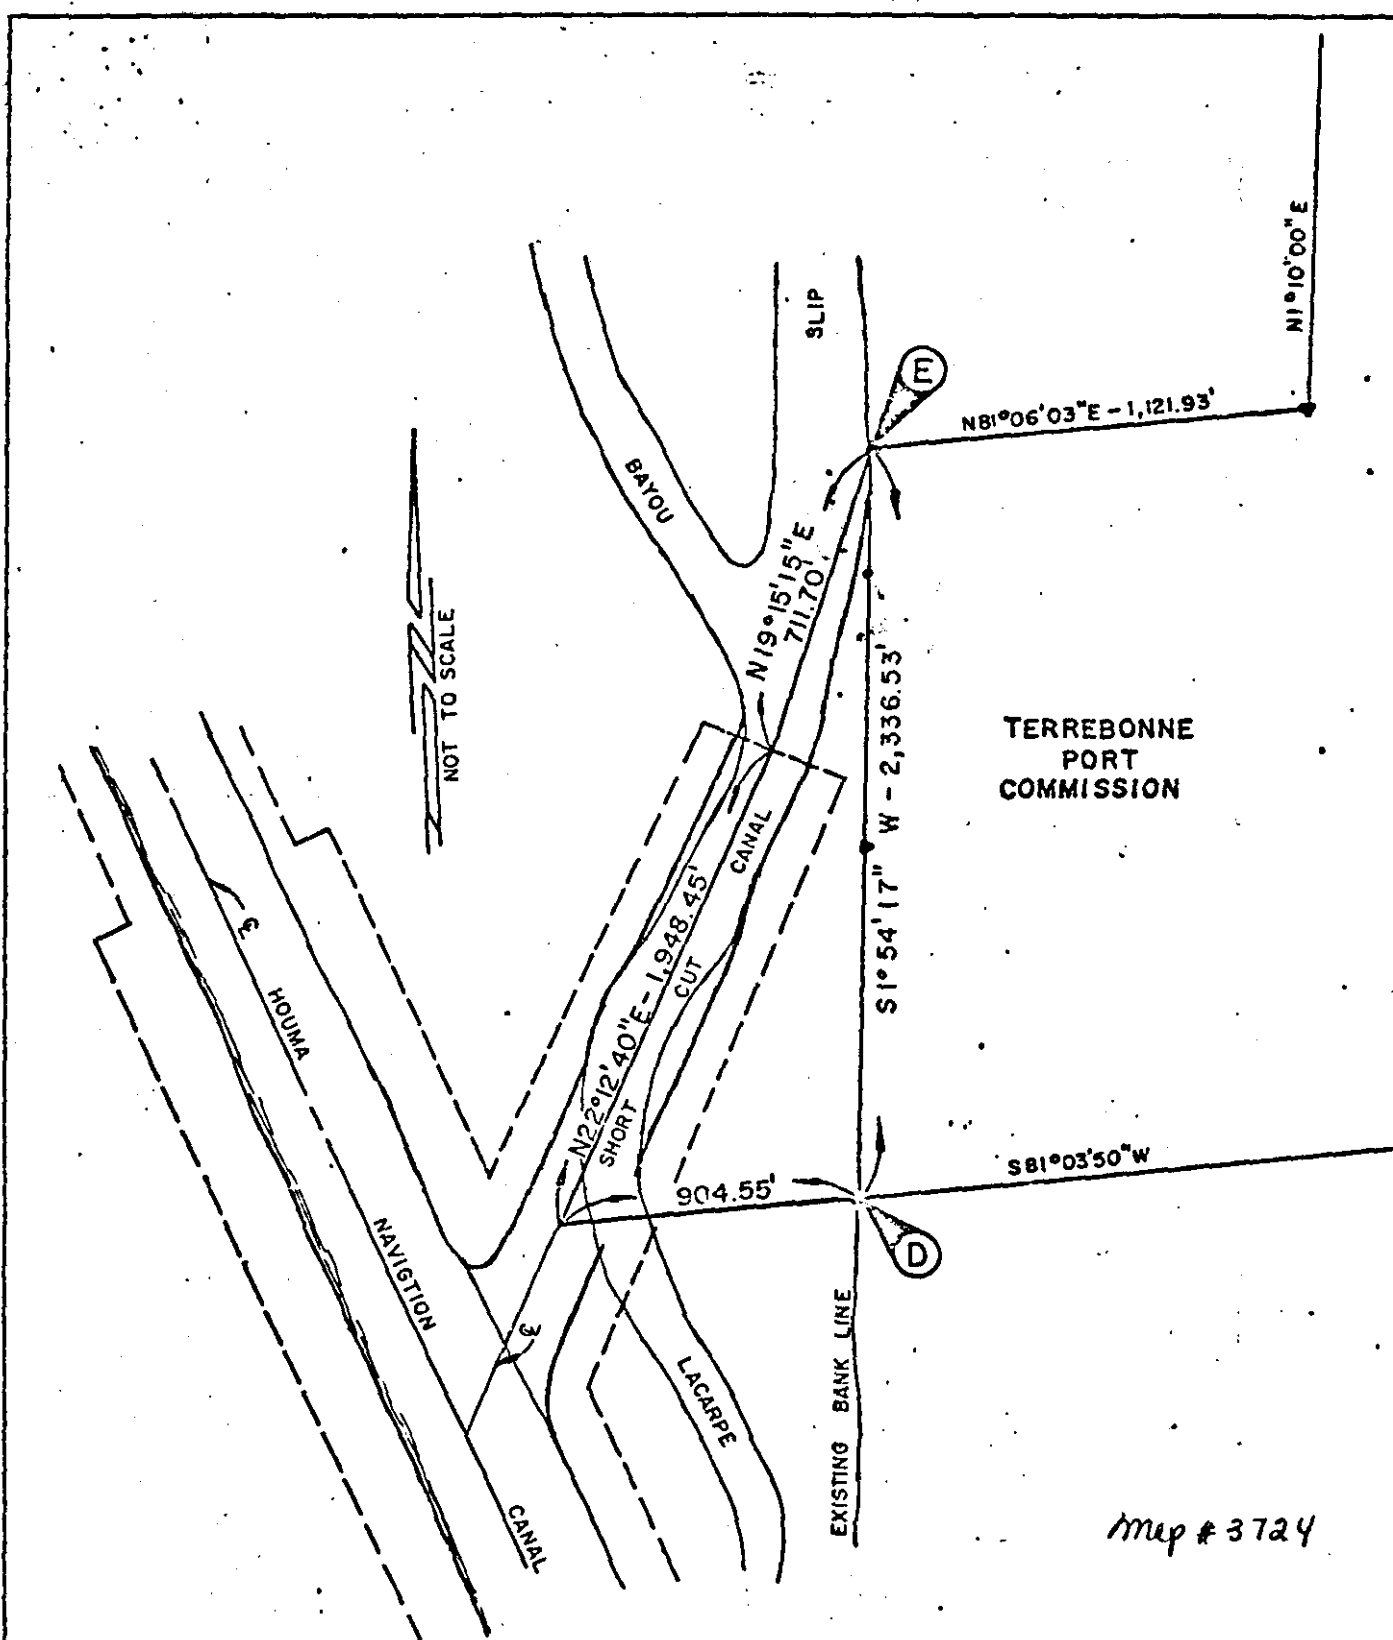 N1°10'00"E
SLIP
E
N81°06'03"E - 1,121.93'
BAYOU
N19°15'15"E
711.70'
NOT TO SCALE
S1°54'17" W - 2,336.53'
TERREBONNE
PORT
COMMISSION
CANAL
CUT
SHORT
N22°12'40"E - 1,948.45'
℄
HOUMA
NAVIGTION
CANAL
S81°03'50"W
904.55'
D
℄
LACARPE
EXISTING BANK LINE
Map # 3724